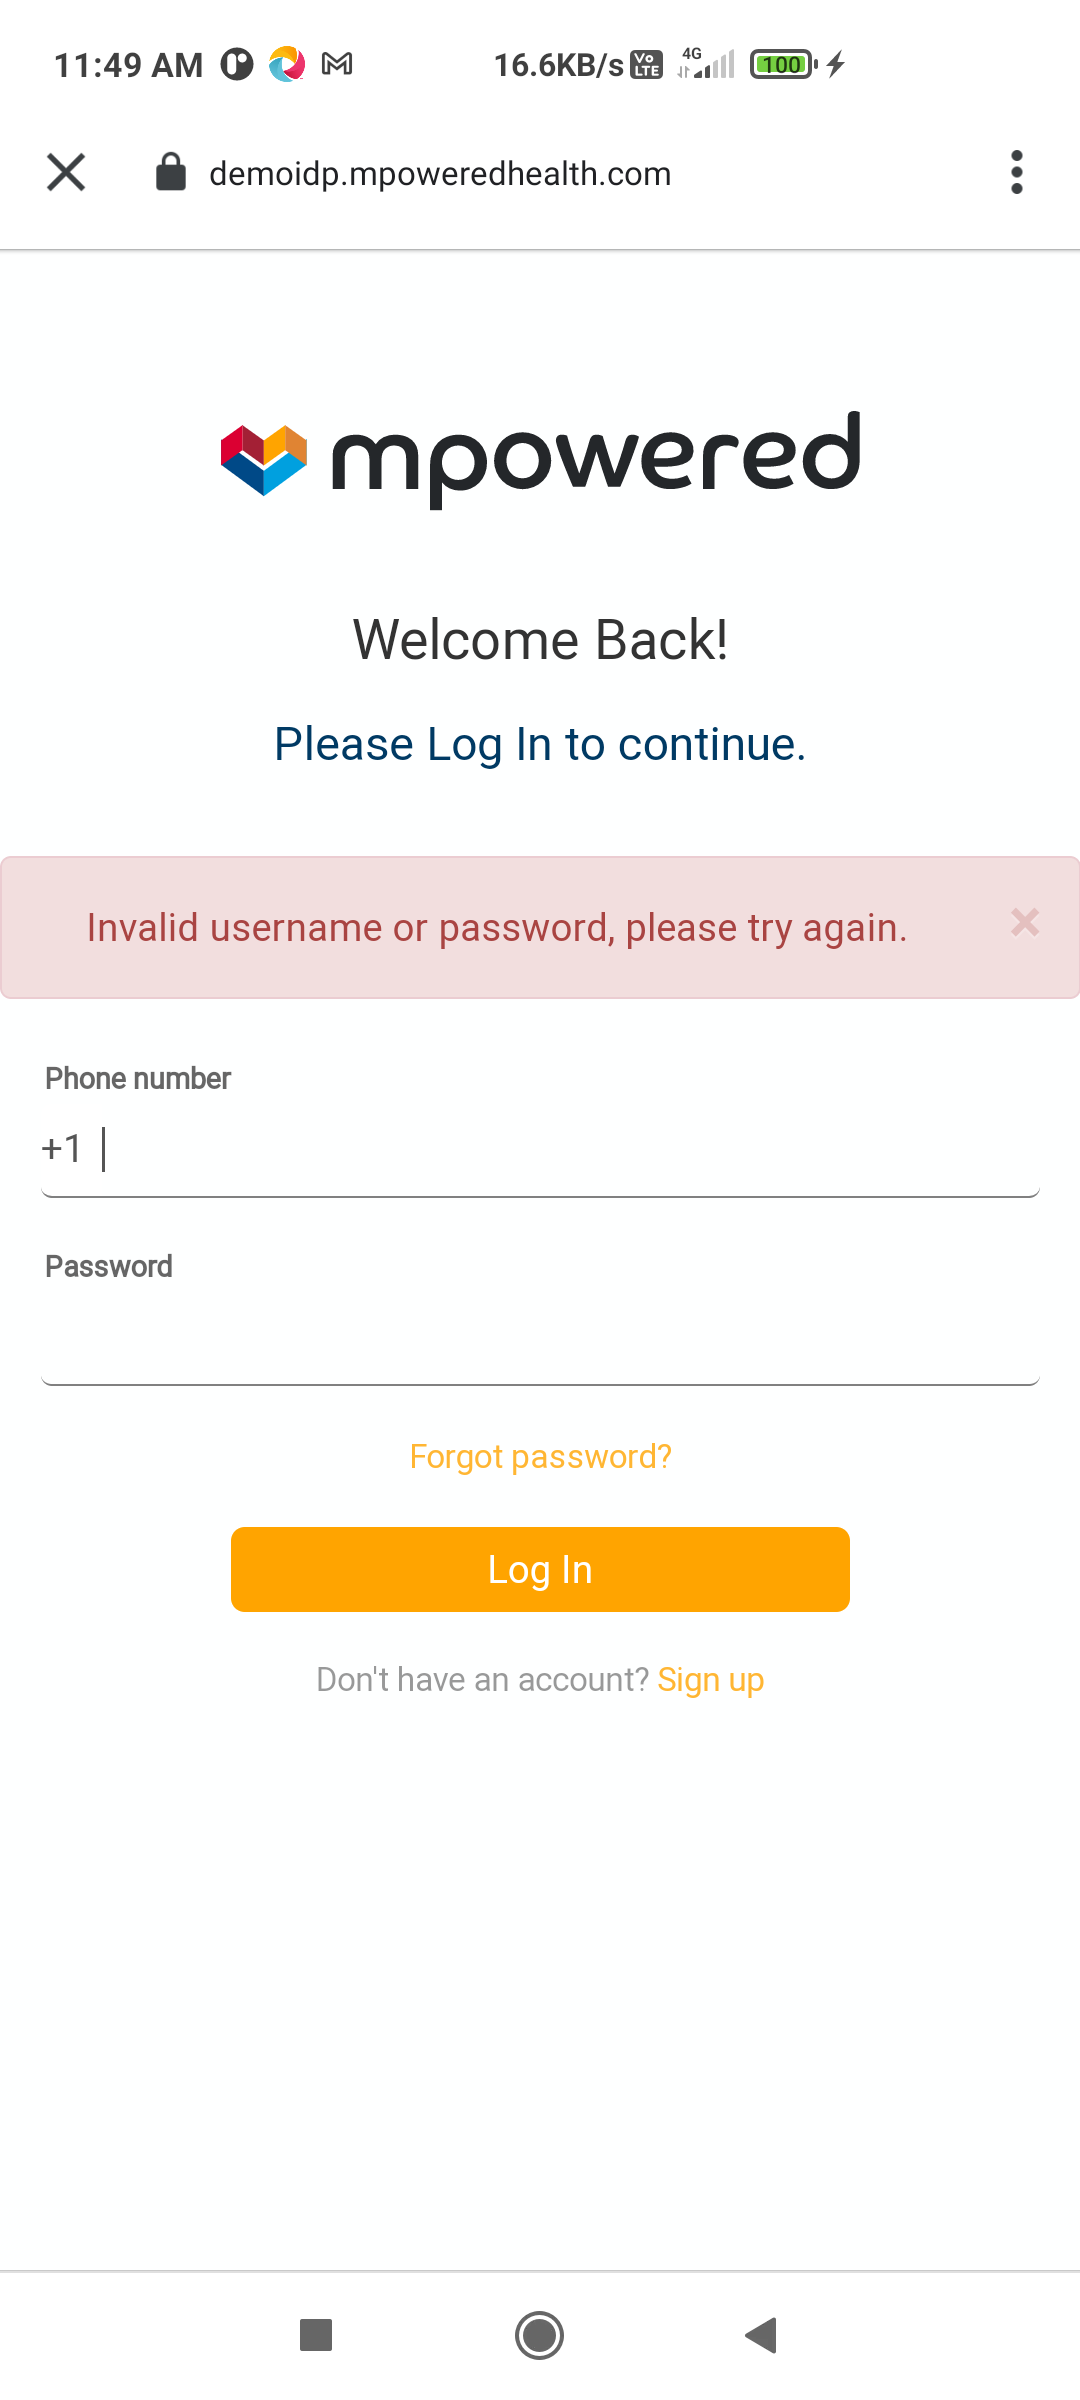 11:49 AM 16.6KB/s Vo LTE 4G 100
demoidp.mpoweredhealth.com
mpowered
Welcome Back!
Please Log In to continue.
Invalid username or password, please try again. ×
Phone number
+1
Password
Forgot password?
Log In
Don't have an account? Sign up